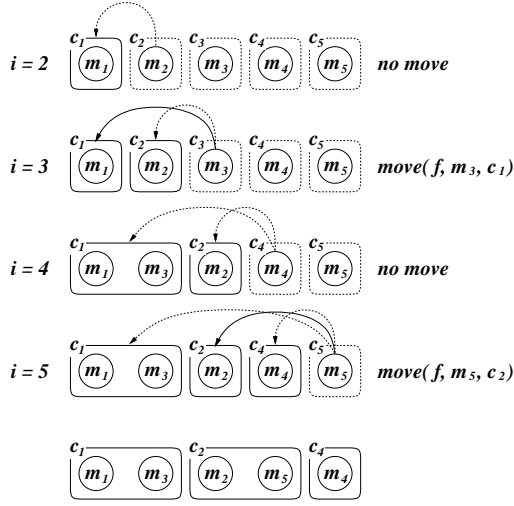 c₁ c₂ c₃ c₄ c₅
i = 2 m₁ m₂ m₃ m₄ m₅ no move
c₁ c₂ c₃ c₄ c₅
i = 3 m₁ m₂ m₃ m₄ m₅ move( f, m₃, c₁ )
c₁ c₂ c₄ c₅
i = 4 m₁ m₃ m₂ m₄ m₅ no move
c₁ c₂ c₄ c₅
i = 5 m₁ m₃ m₂ m₄ m₅ move( f, m₅, c₂ )
c₁ c₂ c₄
m₁ m₃ m₂ m₅ m₄